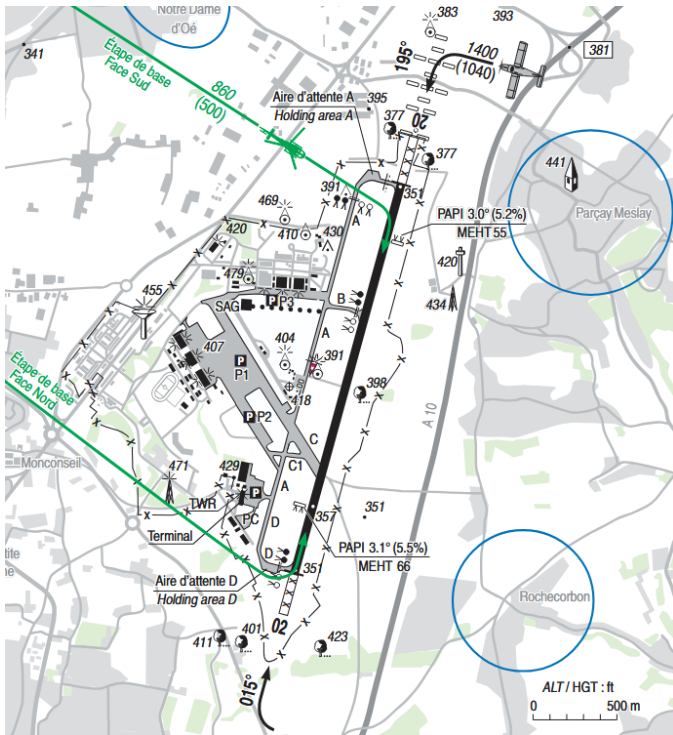 Notre Dame
d'Oé
383
393
341
381
195°
1400
(1040)
Étape de base
Face Sud
860
(500)
Aire d'attente A
Holding area A
395
377
20
377
441
Parçay Meslay
391
351
469
410
430
A
PAPI 3.0° (5.2%)
MEHT 55
420
420
479
434
455
P P3
B
SAG
A
404
391
407
P
P1
398
418
A 10
Étape de base
Face Nord
P P2
C
Monconseil
C1
471
429
A
P
TWR
351
357
PC
D
Terminal
PAPI 3.1° (5.5%)
MEHT 66
D
351
Aire d'attente D
Holding area D
Rochecorbon
02
411
401
423
015°
ALT / HGT : ft
0 500 m